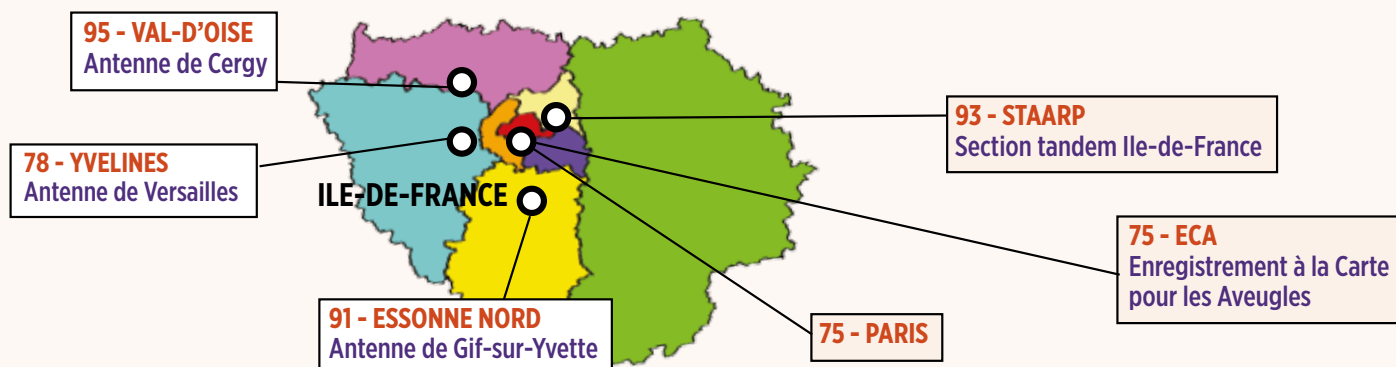 95 - VAL-D'OISE
Antenne de Cergy
93 - STAARP
Section tandem Ile-de-France
78 - YVELINES
Antenne de Versailles
ILE-DE-FRANCE
75 - ECA
Enregistrement à la Carte
pour les Aveugles
91 - ESSONNE NORD
Antenne de Gif-sur-Yvette
75 - PARIS